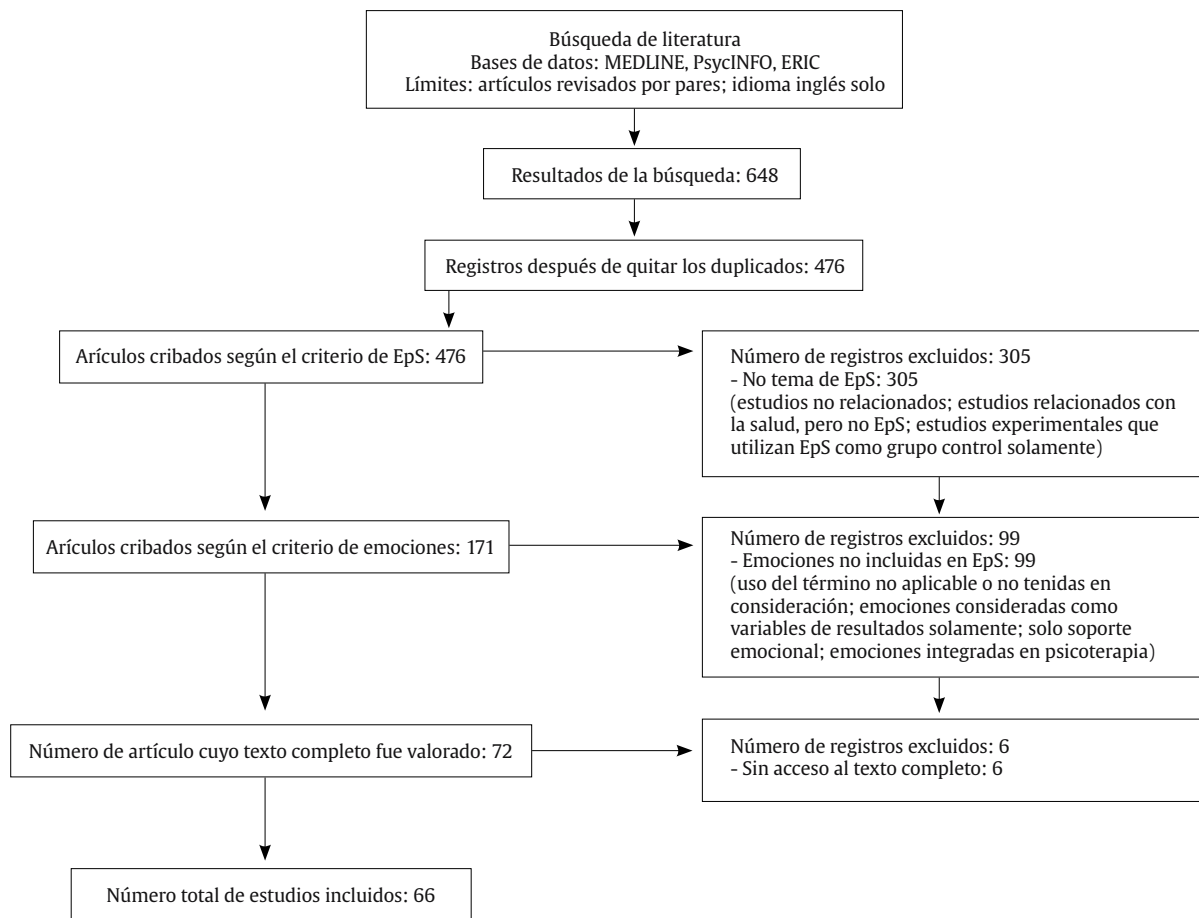 Búsqueda de literatura
Bases de datos: MEDLINE, PsycINFO, ERIC
Límites: artículos revisados por pares; idioma inglés solo
Resultados de la búsqueda: 648
Registros después de quitar los duplicados: 476
Arículos cribados según el criterio de EpS: 476
Número de registros excluidos: 305
- No tema de EpS: 305
(estudios no relacionados; estudios relacionados con
la salud, pero no EpS; estudios experimentales que
utilizan EpS como grupo control solamente)
Arículos cribados según el criterio de emociones: 171
Número de registros excluidos: 99
- Emociones no incluidas en EpS: 99
(uso del término no aplicable o no tenidas en
consideración; emociones consideradas como
variables de resultados solamente; solo soporte
emocional; emociones integradas en psicoterapia)
Número de artículo cuyo texto completo fue valorado: 72
Número de registros excluidos: 6
- Sin acceso al texto completo: 6
Número total de estudios incluidos: 66